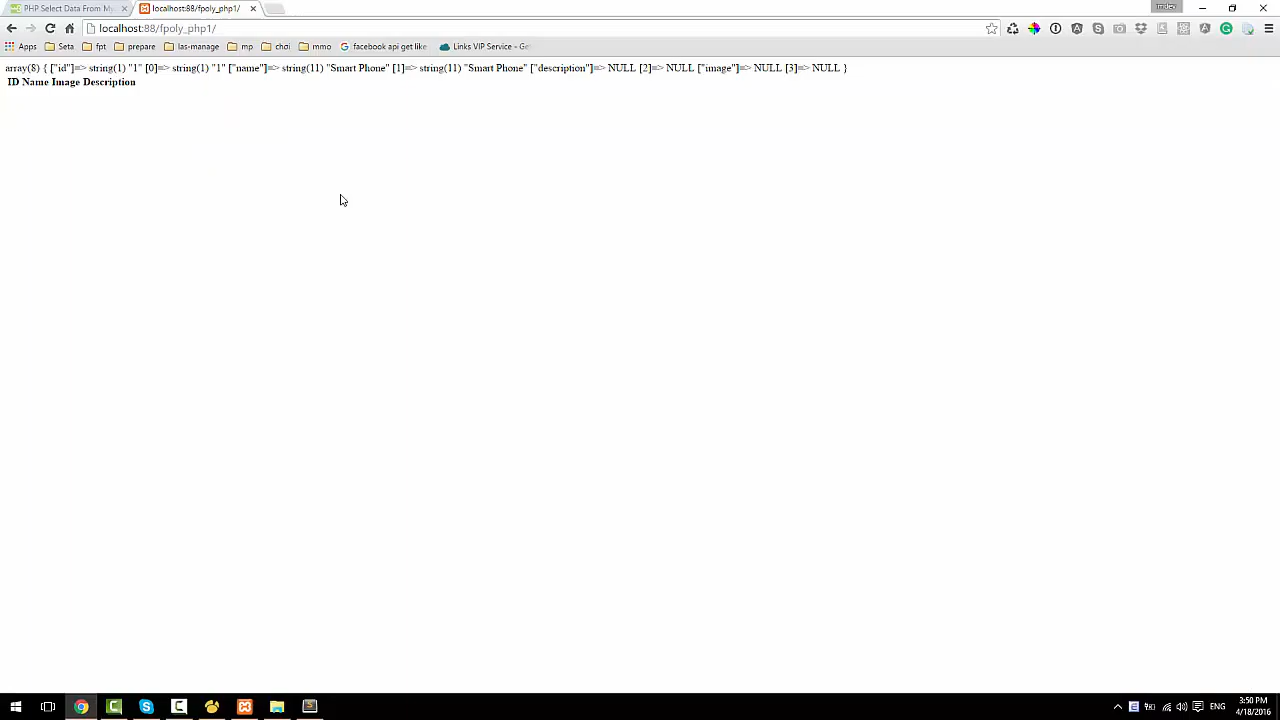 PHP Select Data From My
localhost:88/fpoly_php1/
imdev
localhost:88/fpoly_php1/
Apps Seta fpt prepare las-manage mp choi mmo facebook api get like Links VIP Service - Ge
array(8) { ["id"]=> string(1) "1" [0]=> string(1) "1" ["name"]=> string(11) "Smart Phone" [1]=> string(11) "Smart Phone" ["description"]=> NULL [2]=> NULL ["image"]=> NULL [3]=> NULL }
ID Name Image Description
ENG
3:50 PM
4/18/2016